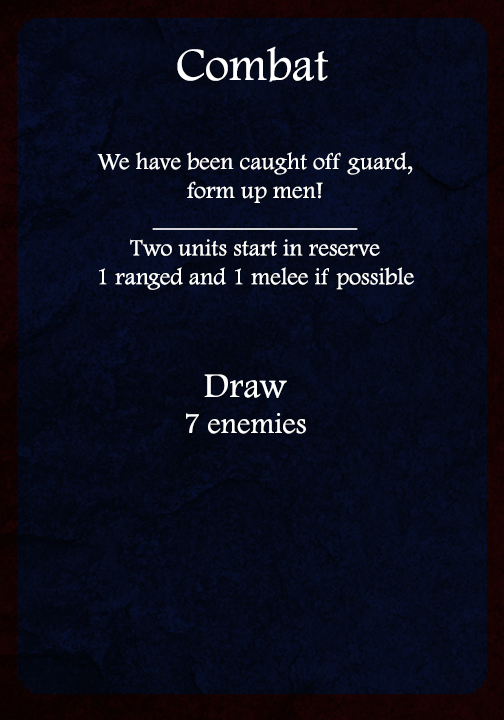 Combat
We have been caught off guard,
form up men!
Two units start in reserve
1 ranged and 1 melee if possible
Draw
7 enemies